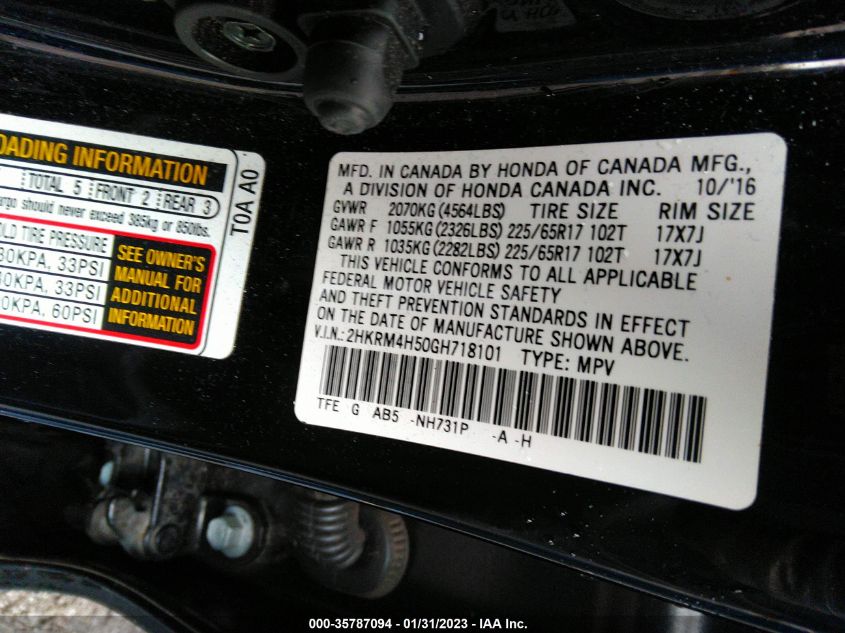 OADING INFORMATION
TOTAL 5 FRONT 2 REAR 3
argo should never exceed 385kg or 850lbs.
OLD TIRE PRESSURE
30KPA, 33PSI
30KPA, 33PSI
0KPA, 60PSI
SEE OWNER'S
MANUAL FOR
ADDITIONAL
INFORMATION
T0A A0
MFD. IN CANADA BY HONDA OF CANADA MFG.,
A DIVISION OF HONDA CANADA INC. 10/'16
GVWR 2070KG (4564LBS) TIRE SIZE RIM SIZE
GAWR F 1055KG (2326LBS) 225/65R17 102T 17X7J
GAWR R 1035KG (2282LBS) 225/65R17 102T 17X7J
THIS VEHICLE CONFORMS TO ALL APPLICABLE
FEDERAL MOTOR VEHICLE SAFETY
AND THEFT PREVENTION STANDARDS IN EFFECT
ON THE DATE OF MANUFACTURE SHOWN ABOVE.
V.I.N.: 2HKRM4H50GH718101 TYPE: MPV
TFE G AB5 -NH731P -A -H
000-35787094 - 01/31/2023 - IAA Inc.